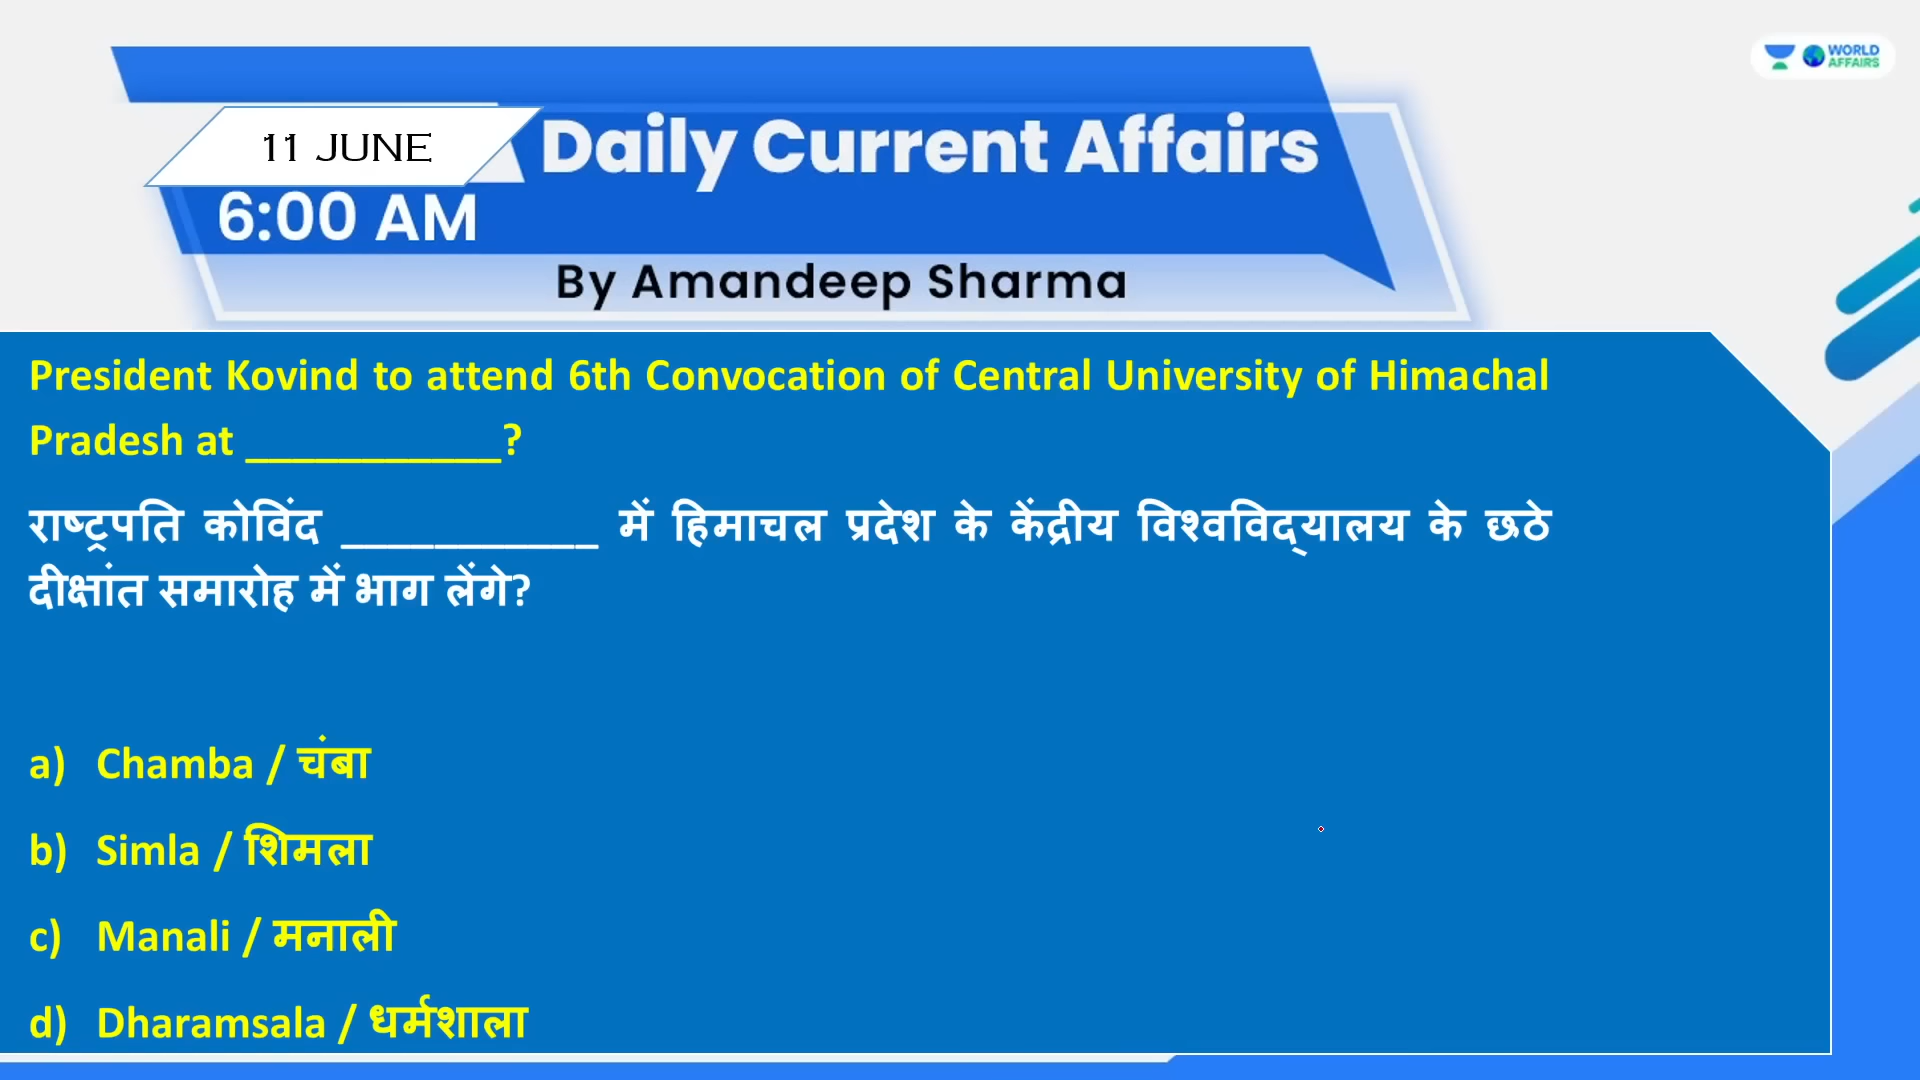 WORLD
AFFAIRS
11 JUNE
Daily Current Affairs
6:00 AM
By Amandeep Sharma
President Kovind to attend 6th Convocation of Central University of Himachal
Pradesh at ___________?
राष्ट्रपति कोविंद ___________ में हिमाचल प्रदेश के केंद्रीय विश्वविद्यालय के छठे
दीक्षांत समारोह में भाग लेंगे?
a) Chamba / चंबा
b) Simla / शिमला
c) Manali / मनाली
d) Dharamsala / धर्मशाला